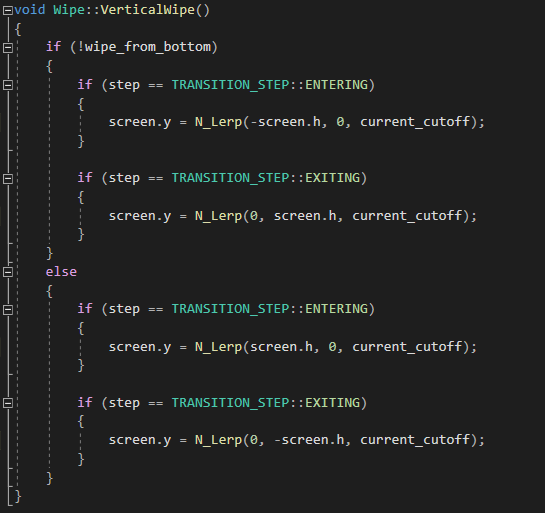 void Wipe::VerticalWipe()
{
    if (!wipe_from_bottom)
    {
        if (step == TRANSITION_STEP::ENTERING)
        {
            screen.y = N_Lerp(-screen.h, 0, current_cutoff);
        }

        if (step == TRANSITION_STEP::EXITING)
        {
            screen.y = N_Lerp(0, screen.h, current_cutoff);
        }
    }
    else
    {
        if (step == TRANSITION_STEP::ENTERING)
        {
            screen.y = N_Lerp(screen.h, 0, current_cutoff);
        }

        if (step == TRANSITION_STEP::EXITING)
        {
            screen.y = N_Lerp(0, -screen.h, current_cutoff);
        }
    }
}